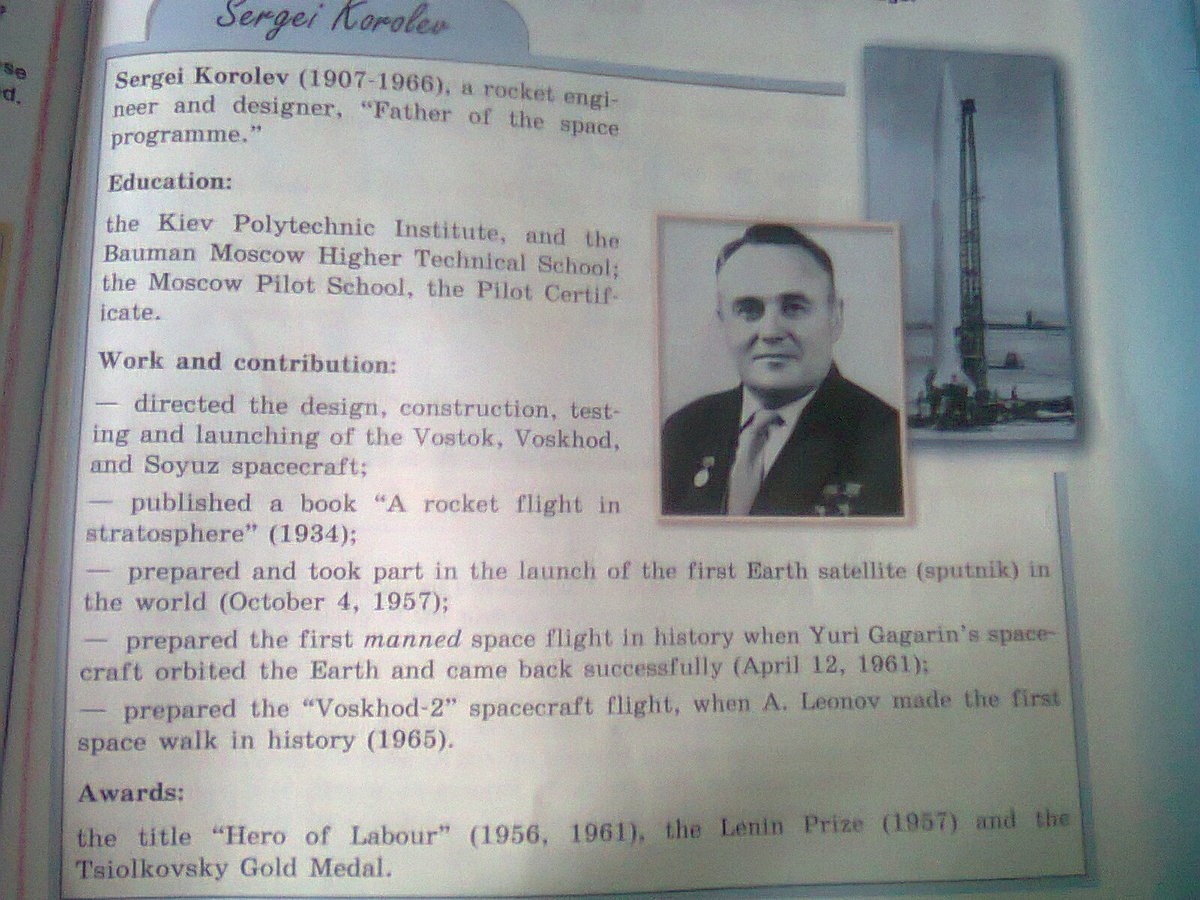 Sergei Korolev
Sergei Korolev (1907-1966), a rocket engi-
neer and designer, “Father of the space
programme.”
Education:
the Kiev Polytechnic Institute, and the
Bauman Moscow Higher Technical School;
the Moscow Pilot School, the Pilot Certif-
icate.
Work and contribution:
— directed the design, construction, test-
ing and launching of the Vostok, Voskhod,
and Soyuz spacecraft;
— published a book “A rocket flight in
stratosphere” (1934);
— prepared and took part in the launch of the first Earth satellite (sputnik) in
the world (October 4, 1957);
— prepared the first manned space flight in history when Yuri Gagarin’s space-
craft orbited the Earth and came back successfully (April 12, 1961);
— prepared the “Voskhod-2” spacecraft flight, when A. Leonov made the first
space walk in history (1965).
Awards:
the title “Hero of Labour” (1956, 1961), the Lenin Prize (1957) and the
Tsiolkovsky Gold Medal.